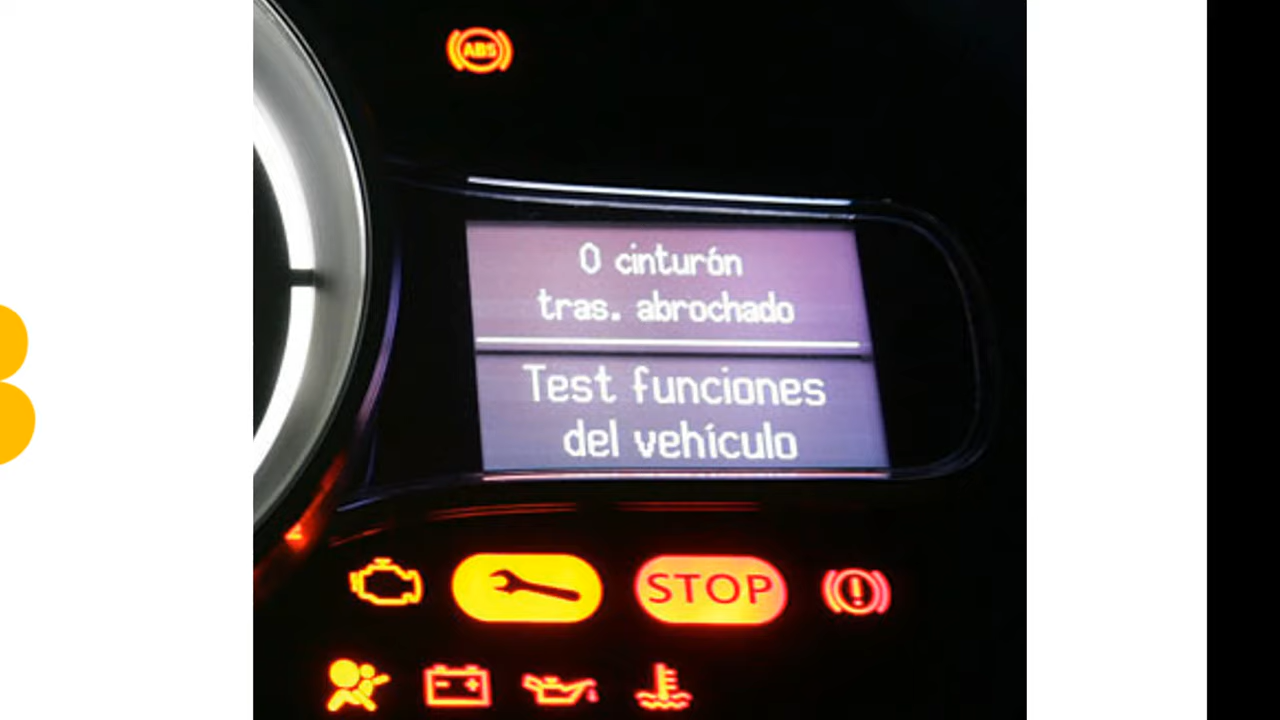 ABS
0 cinturón
tras. abrochado
Test funciones
del vehículo
STOP